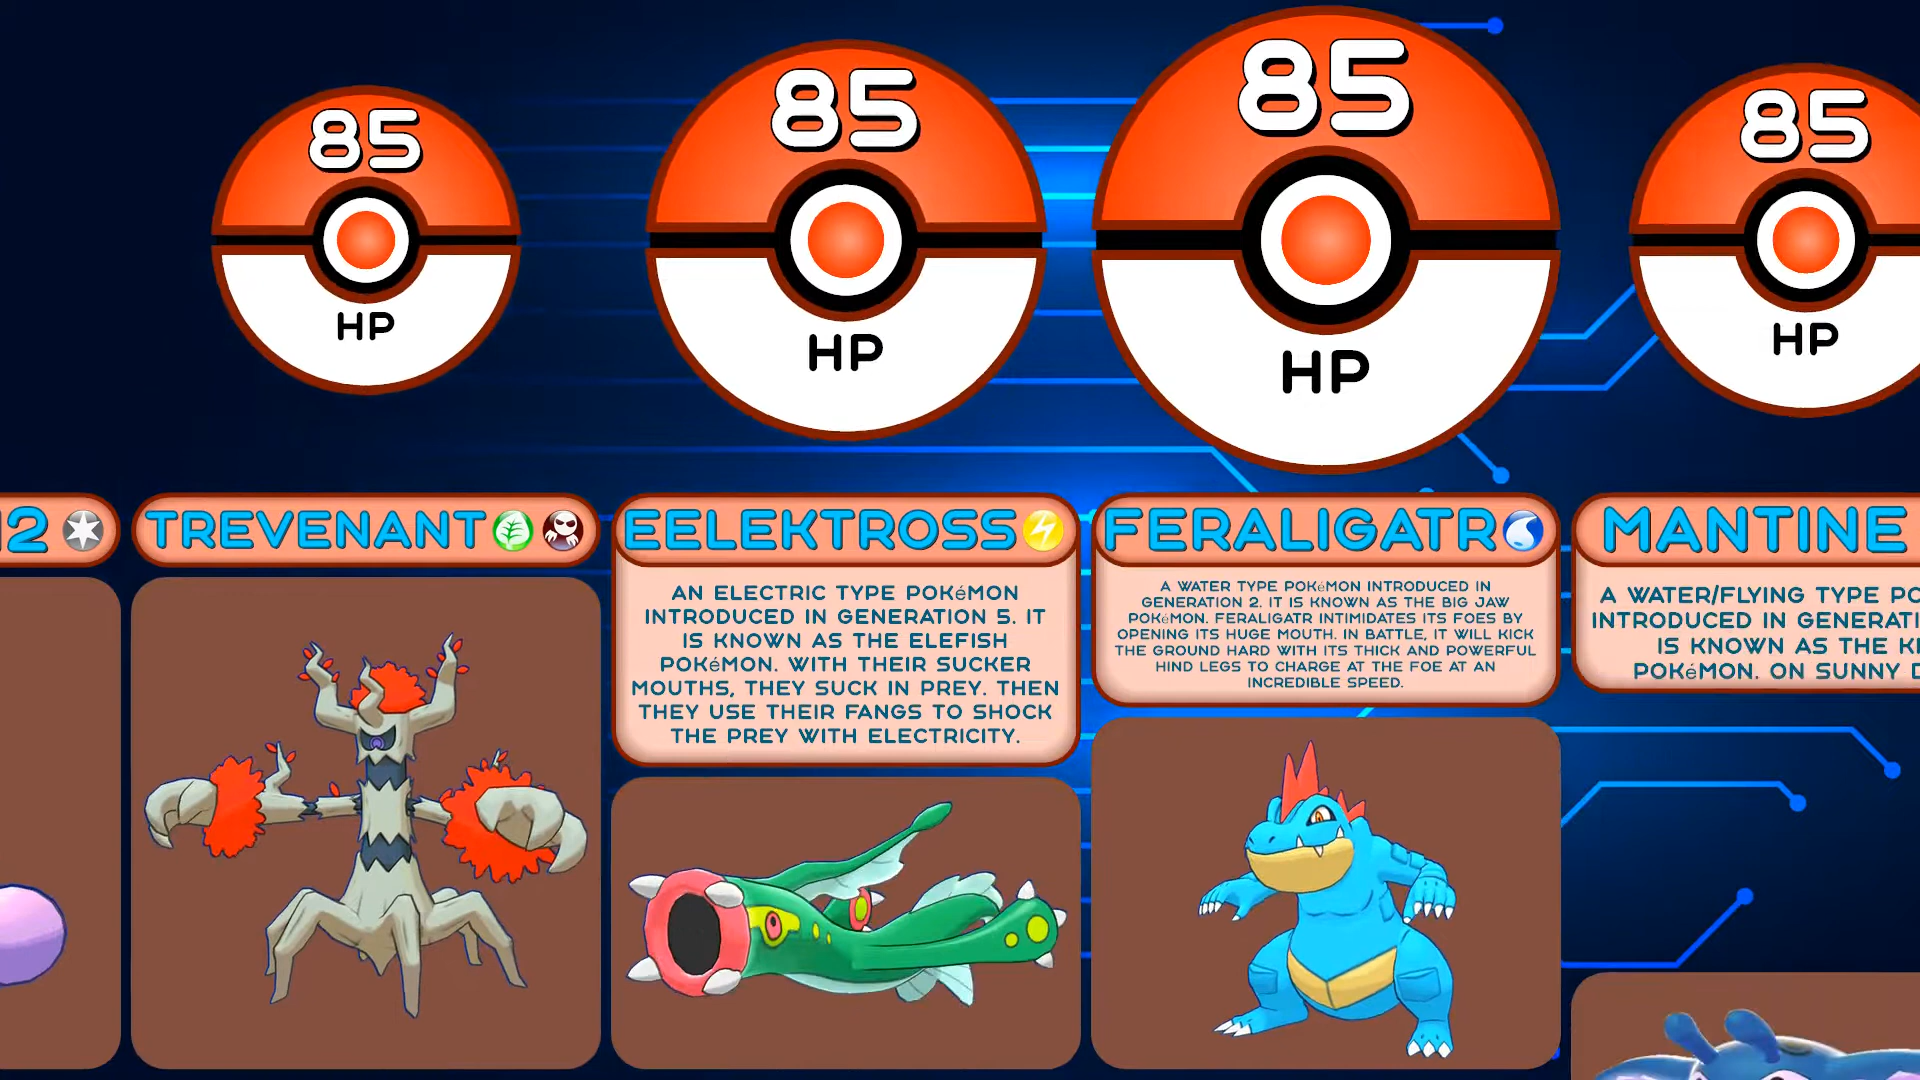 85
HP
85
HP
85
HP
85
HP
2
TREVENANT
EELEKTROSS
AN ELECTRIC TYPE POKéMON
INTRODUCED IN GENERATION 5. IT
IS KNOWN AS THE ELEFISH
POKéMON. WITH THEIR SUCKER
MOUTHS, THEY SUCK IN PREY. THEN
THEY USE THEIR FANGS TO SHOCK
THE PREY WITH ELECTRICITY.
FERALIGATR
A WATER TYPE POKéMON INTRODUCED IN
GENERATION 2. IT IS KNOWN AS THE BIG JAW
POKéMON. FERALIGATR INTIMIDATES ITS FOES BY
OPENING ITS HUGE MOUTH. IN BATTLE, IT WILL KICK
THE GROUND HARD WITH ITS THICK AND POWERFUL
HIND LEGS TO CHARGE AT THE FOE AT AN
INCREDIBLE SPEED.
MANTINE
A WATER/FLYING TYPE PO
INTRODUCED IN GENERATI
IS KNOWN AS THE K
POKéMON. ON SUNNY D